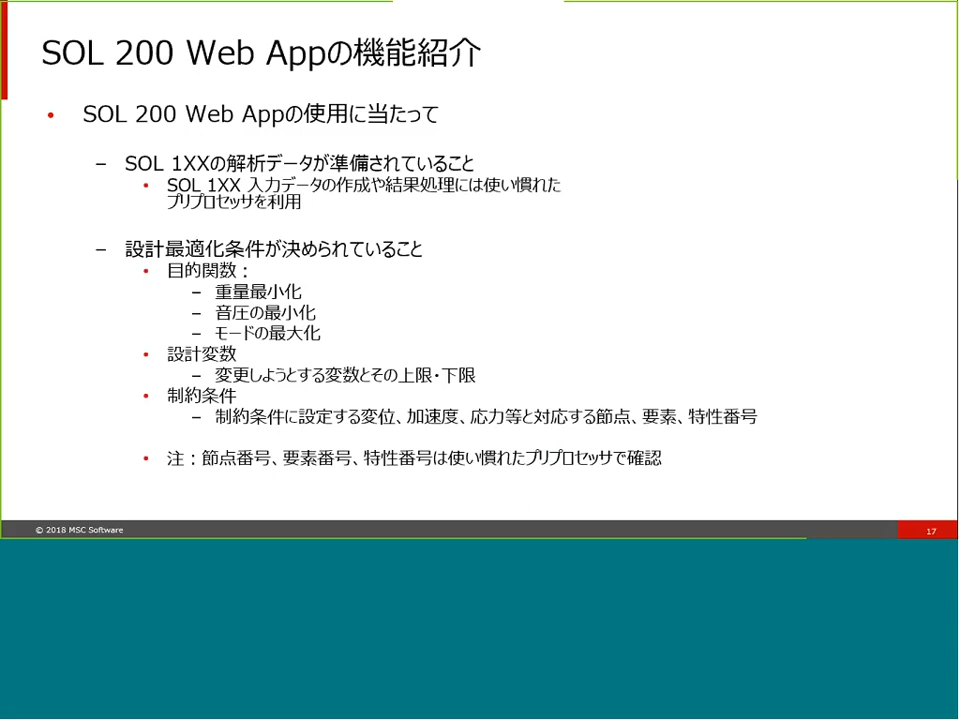 SOL 200 Web Appの機能紹介
• SOL 200 Web Appの使用に当たって
– SOL 1XXの解析データが準備されていること
• SOL 1XX 入力データの作成や結果処理には使い慣れた
プリプロセッサを利用
– 設計最適化条件が決められていること
• 目的関数：
– 重量最小化
– 音圧の最小化
– モードの最大化
• 設計変数
– 変更しようとする変数とその上限・下限
• 制約条件
– 制約条件に設定する変位、加速度、応力等と対応する節点、要素、特性番号
• 注：節点番号、要素番号、特性番号は使い慣れたプリプロセッサで確認
© 2018 MSC Software
17